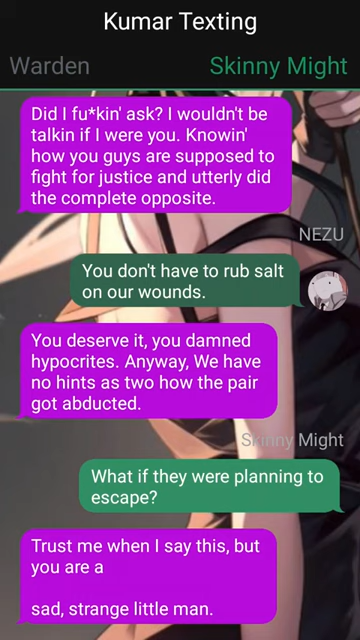 Kumar Texting
Warden
Skinny Might
Did I fu*kin' ask? I wouldn't be
talkin if I were you. Knowin'
how you guys are supposed to
fight for justice and utterly did
the complete opposite.
NEZU
You don't have to rub salt
on our wounds.
You deserve it, you damned
hypocrites. Anyway, We have
no hints as two how the pair
got abducted.
Skinny Might
What if they were planning to
escape?
Trust me when I say this, but
you are a
sad, strange little man.